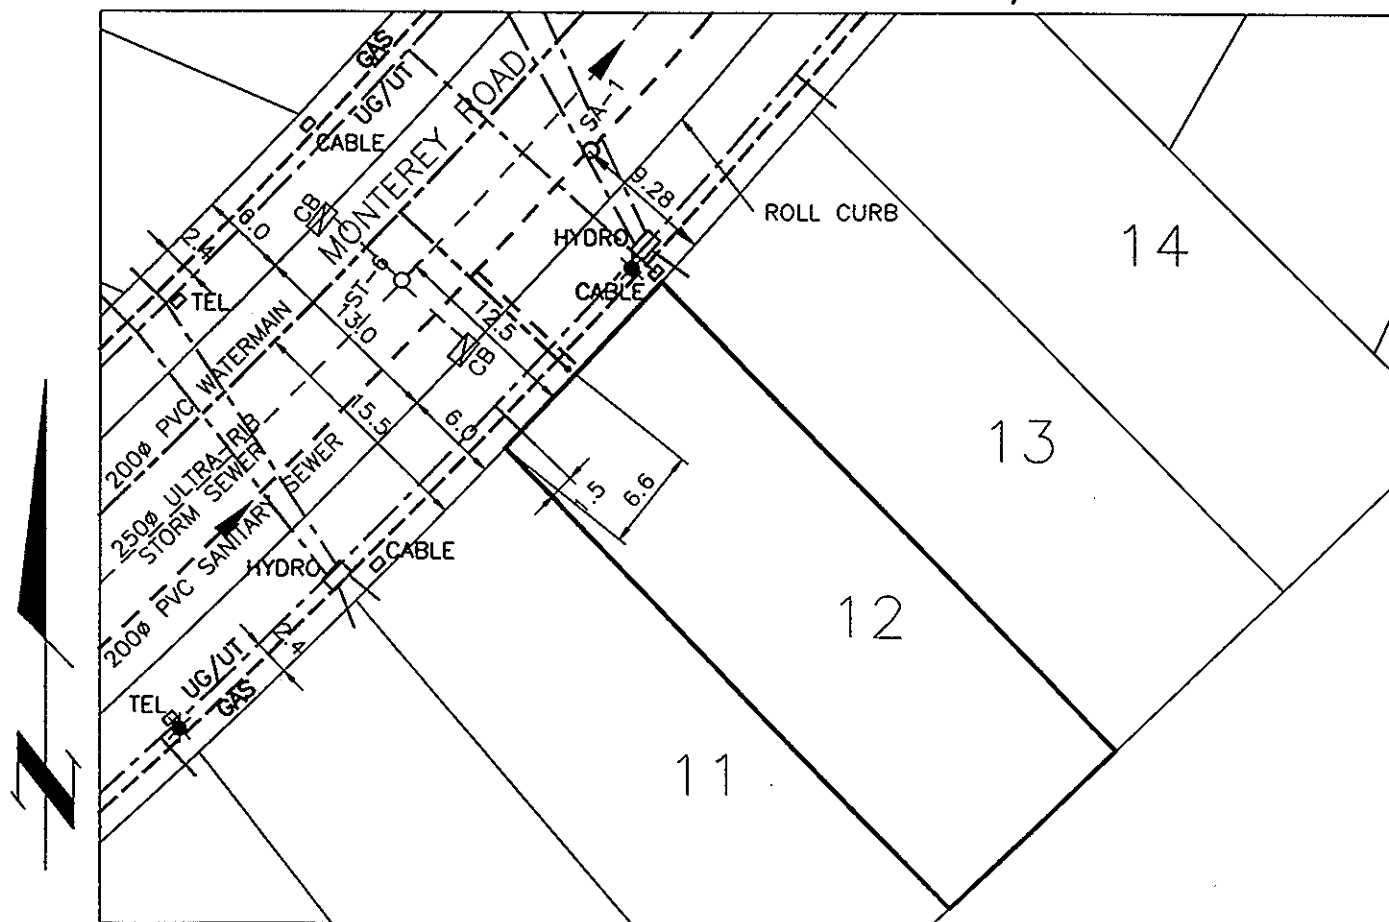 GAS
UG/UT
CABLE
MONTEREY ROAD
SA-1
9.28
ROLL CURB
14
CB
6.0
2.4
HYDRO
TEL
ST 9
CABLE
13.0
12.5
CB
200ø PVC WATERMAIN
15.5
6.0
13
250ø ULTRA-RIB
STORM SEWER
200ø PVC SANITARY SEWER
1.5
6.6
HYDRO
CABLE
12
2.4
UG/UT
TEL
GAS
11
N